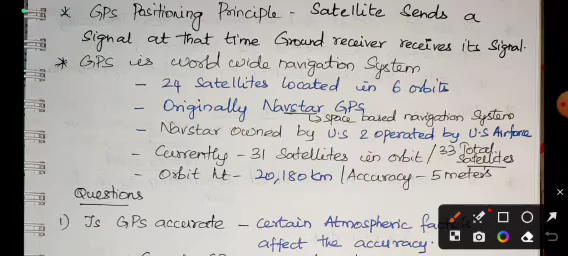 * GPS Positioning Principle - Satellite Sends a
Signal at that time Ground receiver receives its Signal.
* GPS is world wide navigation System
- 24 Satellites located in 6 orbits
- Originally Navstar GPS
↳ space based navigation System
- Navstar owned by U.S & operated by U.S Airforce
- Currently - 31 Satellites in orbit / 33 Total Satellites
- Orbit ht - 20,180 km / Accuracy - 5 meters
Questions
1) Is GPS accurate - certain Atmospheric
affect the accuracy.